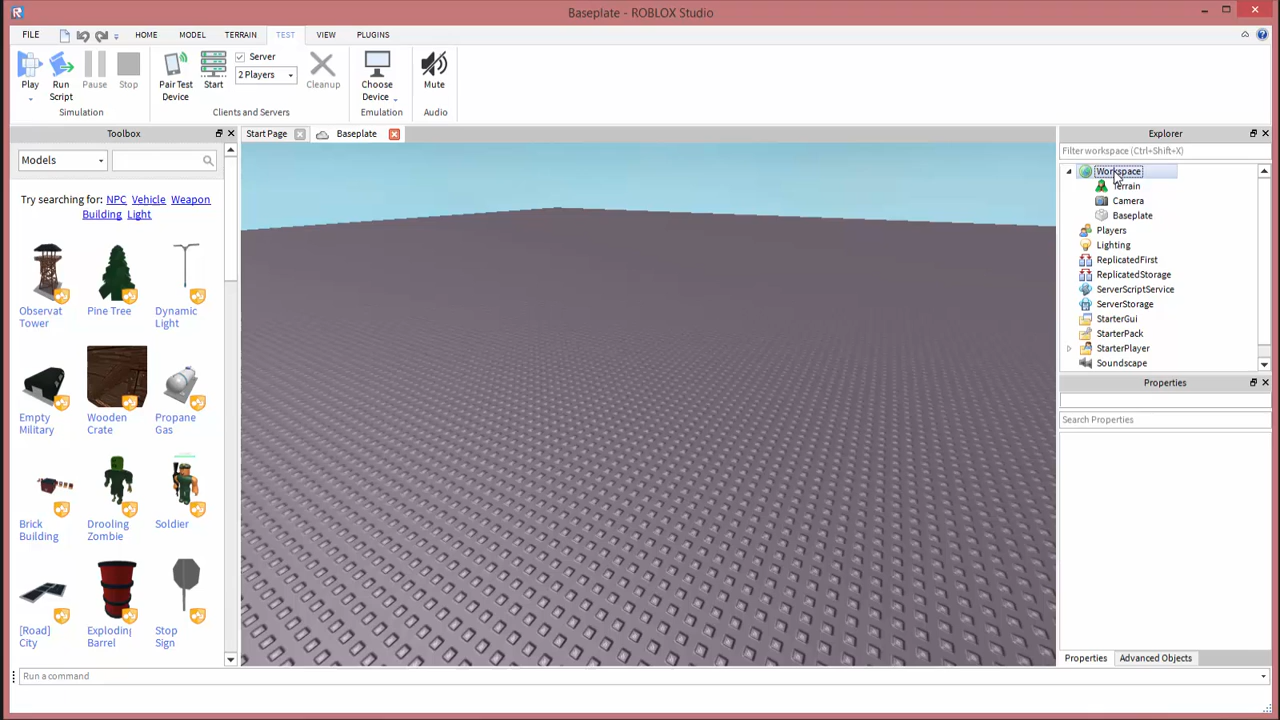 Baseplate - ROBLOX Studio
FILE HOME MODEL TERRAIN TEST VIEW PLUGINS
Play
Run
Script
Pause
Stop
Simulation
Pair Test
Device
Start
Server
2 Players
Cleanup
Clients and Servers
Choose
Device
Emulation
Mute
Audio
Toolbox
Models
Try searching for: NPC Vehicle Weapon
Building Light
Observat
Tower
Pine Tree
Dynamic
Light
Empty
Military
Wooden
Crate
Propane
Gas
Brick
Building
Drooling
Zombie
Soldier
[Road]
City
Exploding
Barrel
Stop
Sign
Start Page
Baseplate
Explorer
Filter workspace (Ctrl+Shift+X)
Workspace
Terrain
Camera
Baseplate
Players
Lighting
ReplicatedFirst
ReplicatedStorage
ServerScriptService
ServerStorage
StarterGui
StarterPack
StarterPlayer
Soundscape
Properties
Search Properties
Properties Advanced Objects
Run a command